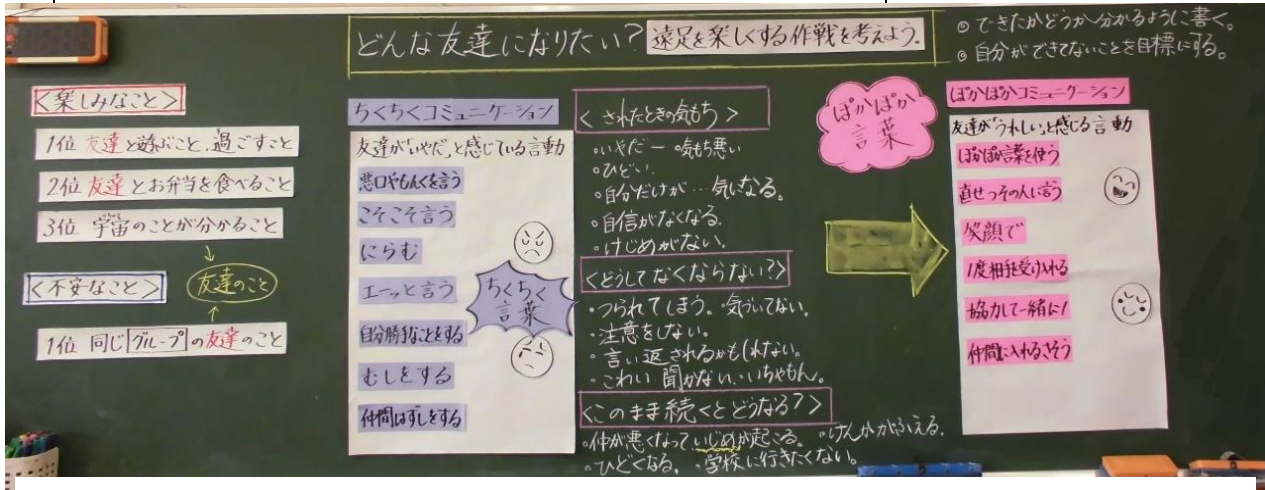 どんな友達になりたい?
遠足を楽しくする作戦を考えよう。
◎できたかどうか分かるように書く。
◎自分ができてないことを目標にする。
<楽しみなこと>
1位 友達と遊ぶこと、過ごすこと
2位 友達とお弁当を食べること
3位 宇宙のことが分かること
↓
友達のこと
↑
<不安なこと>
1位 同じグループの友達のこと
ちくちくコミュニケーション
友達が「いやだ」と感じている言動
悪口やもんくを言う
こそこそ言う
にらむ
エーっと言う
自分勝手なことをする
むしをする
仲間はずしをする
ちくちく
言葉
<されたときの気もち>
・いやだー ・気もち悪い
・ひどい.
・自分だけが…気になる。
・自信がなくなる.
・けじめがない.
<どうしてなくならない?>
・つられてしまう。・気づいてない。
・注意をしない。
・言い返されるかもしれない。
・こわい・聞かない・いちゃもん。
<このまま続くとどうなる?>
・仲が悪くなっていじめが起こる。・けんかがふえる.
・ひどくなる. ・学校に行きたくない。
ぽかぽか
言葉
ぽかぽかコミュニケーション
友達が「うれしい」と感じる言動
ぽかぽか言葉を使う
直せつその人に言う
笑顔で
1度相手を受け入れる
協力して一緒に!
仲間に入れるさそう